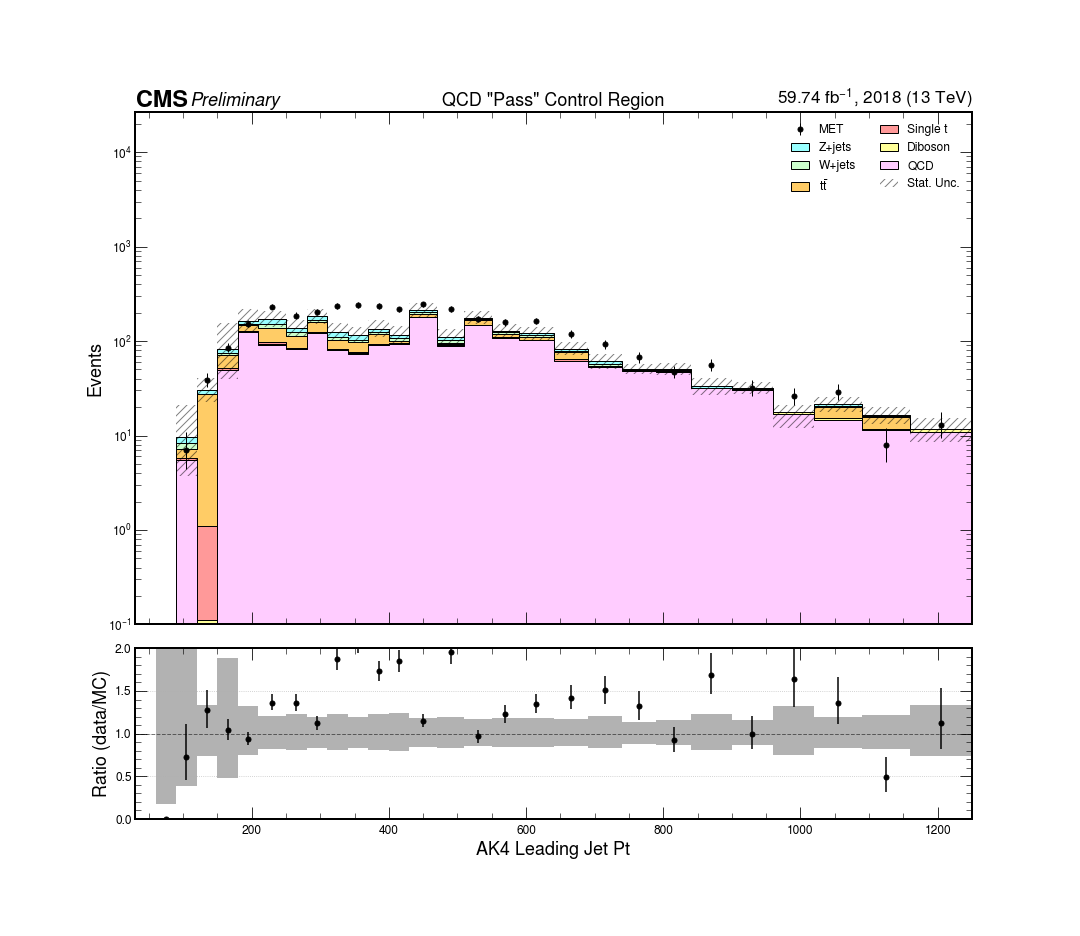 CMS Preliminary QCD "Pass" Control Region 59.74 fb⁻¹, 2018 (13 TeV)
MET Single t
Z+jets Diboson
W+jets QCD
tt̄ Stat. Unc.
10⁴
10³
10²
10¹
10⁰
10⁻¹
Events
2.0
1.5
1.0
0.5
0.0
Ratio (data/MC)
200 400 600 800 1000 1200
AK4 Leading Jet Pt